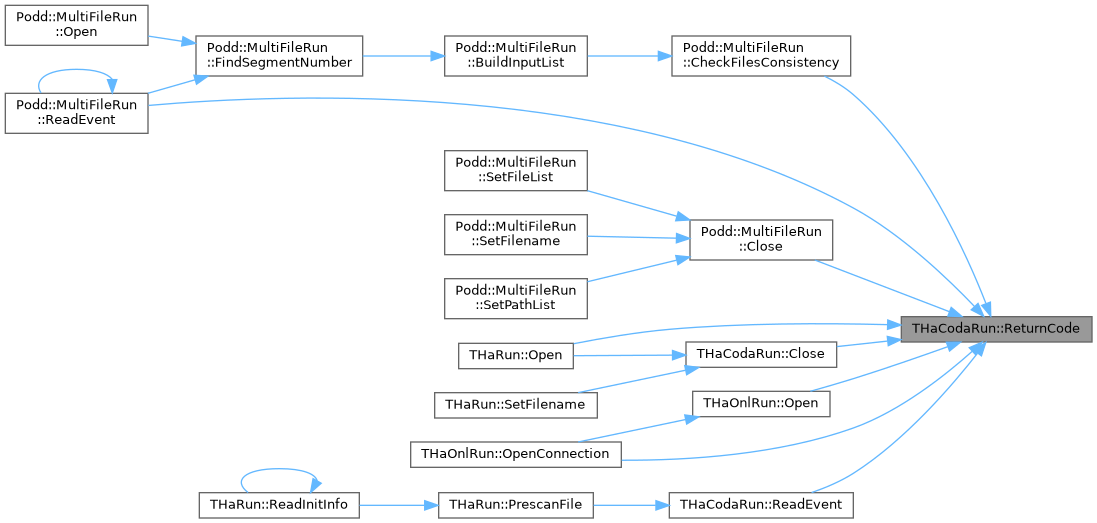 Podd::MultiFileRun
::Open
Podd::MultiFileRun
::FindSegmentNumber
Podd::MultiFileRun
::BuildInputList
Podd::MultiFileRun
::CheckFilesConsistency
Podd::MultiFileRun
::ReadEvent
Podd::MultiFileRun
::SetFileList
Podd::MultiFileRun
::SetFilename
Podd::MultiFileRun
::Close
Podd::MultiFileRun
::SetPathList
THaCodaRun::ReturnCode
THaRun::Open
THaCodaRun::Close
THaRun::SetFilename
THaOnlRun::Open
THaOnlRun::OpenConnection
THaRun::ReadInitInfo
THaRun::PrescanFile
THaCodaRun::ReadEvent